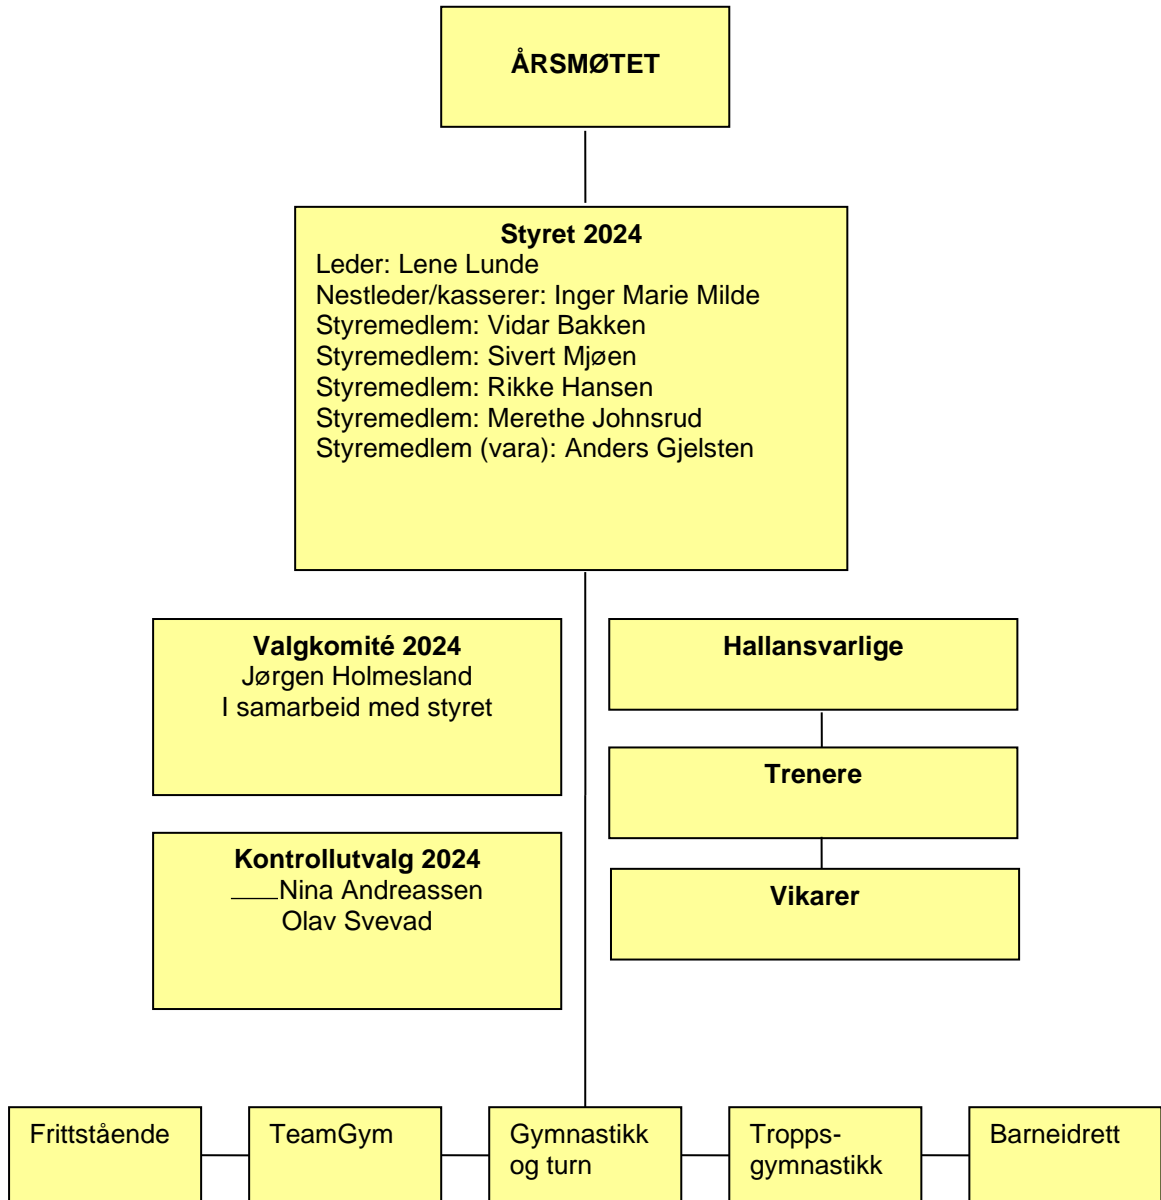 ÅRSMØTET
Styret 2024
Leder: Lene Lunde
Nestleder/kasserer: Inger Marie Milde
Styremedlem: Vidar Bakken
Styremedlem: Sivert Mjøen
Styremedlem: Rikke Hansen
Styremedlem: Merethe Johnsrud
Styremedlem (vara): Anders Gjelsten
Valgkomité 2024
Jørgen Holmesland
I samarbeid med styret
Hallansvarlige
Trenere
Kontrollutvalg 2024
Nina Andreassen
Olav Svevad
Vikarer
Frittstående
TeamGym
Gymnastikk
og turn
Tropps-
gymnastikk
Barneidrett